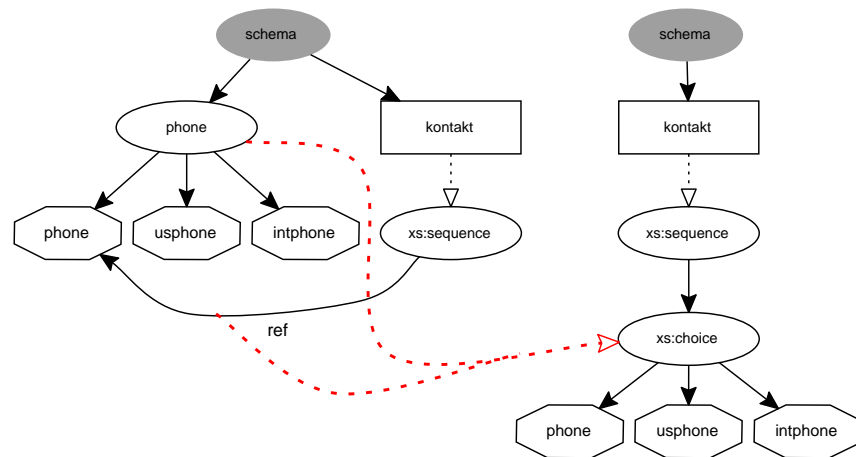 schema
schema
phone
kontakt
kontakt
phone
usphone
intphone
xs:sequence
xs:sequence
ref
xs:choice
phone
usphone
intphone